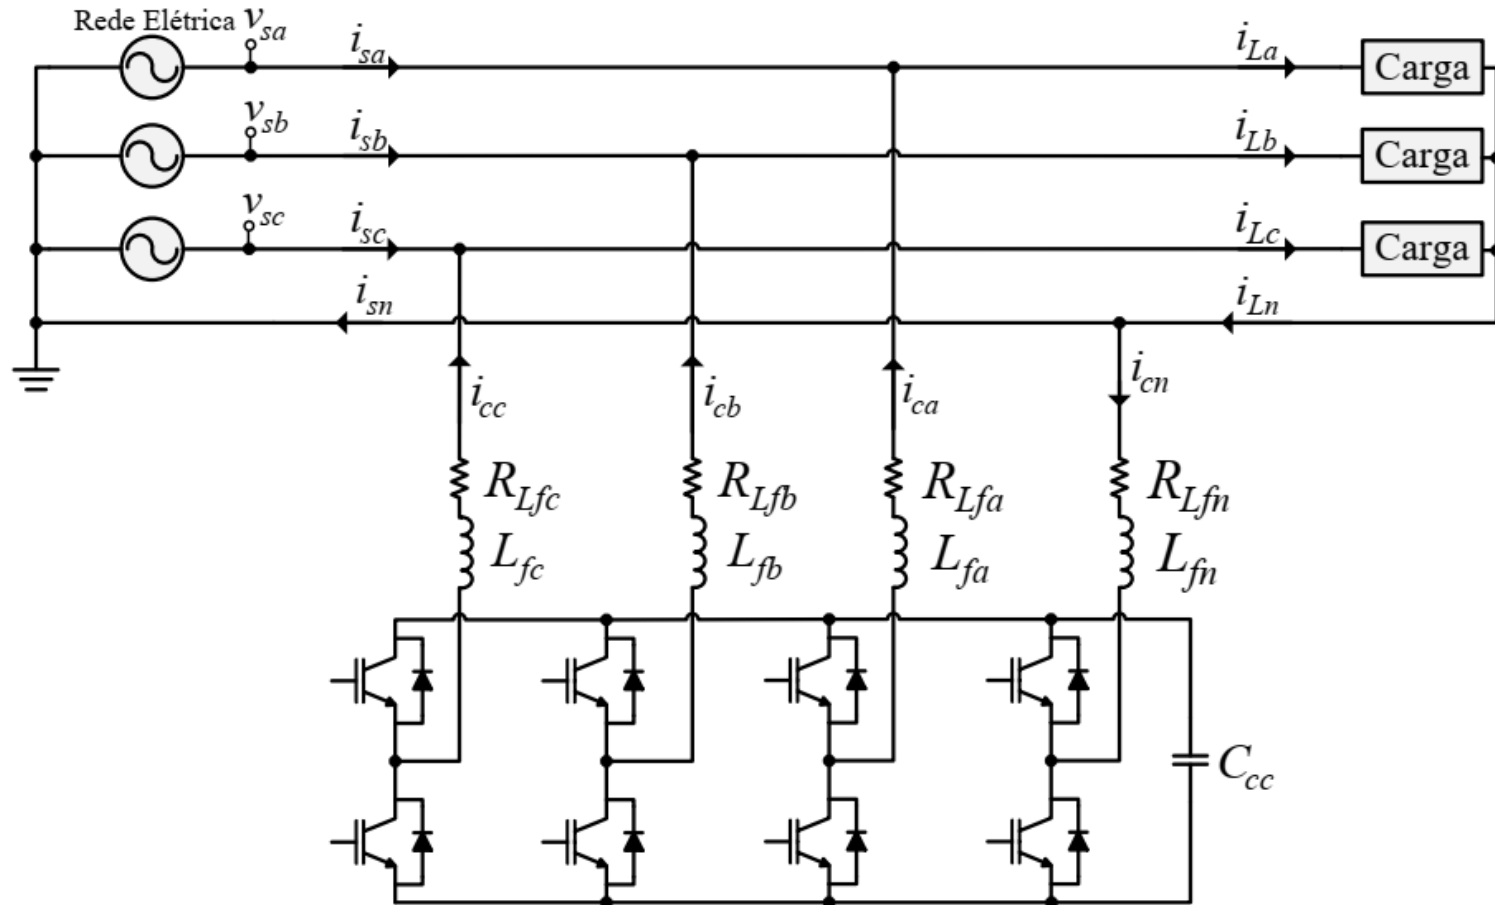 Rede Elétrica
v_sa
i_sa
i_La
Carga
v_sb
i_sb
i_Lb
Carga
v_sc
i_sc
i_Lc
Carga
i_sn
i_Ln
i_cc
i_cb
i_ca
i_cn
R_Lfc
R_Lfb
R_Lfa
R_Lfn
L_fc
L_fb
L_fa
L_fn
C_cc